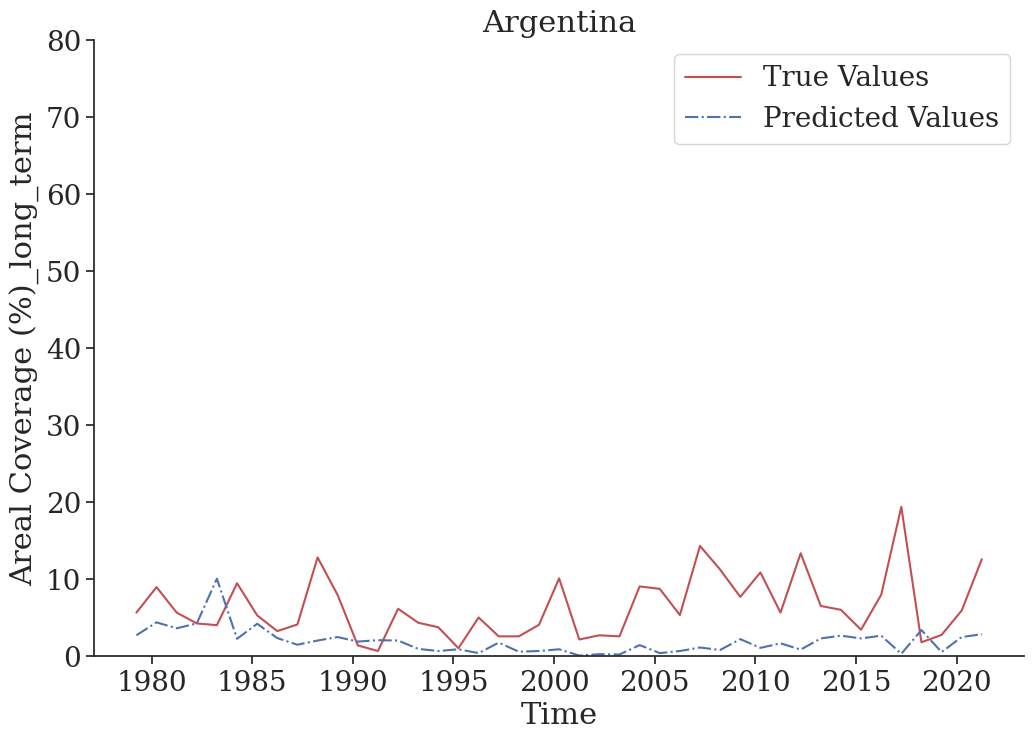 Argentina
True Values
Predicted Values
Areal Coverage (%)_long_term
80
70
60
50
40
30
20
10
0
1980 1985 1990 1995 2000 2005 2010 2015 2020
Time